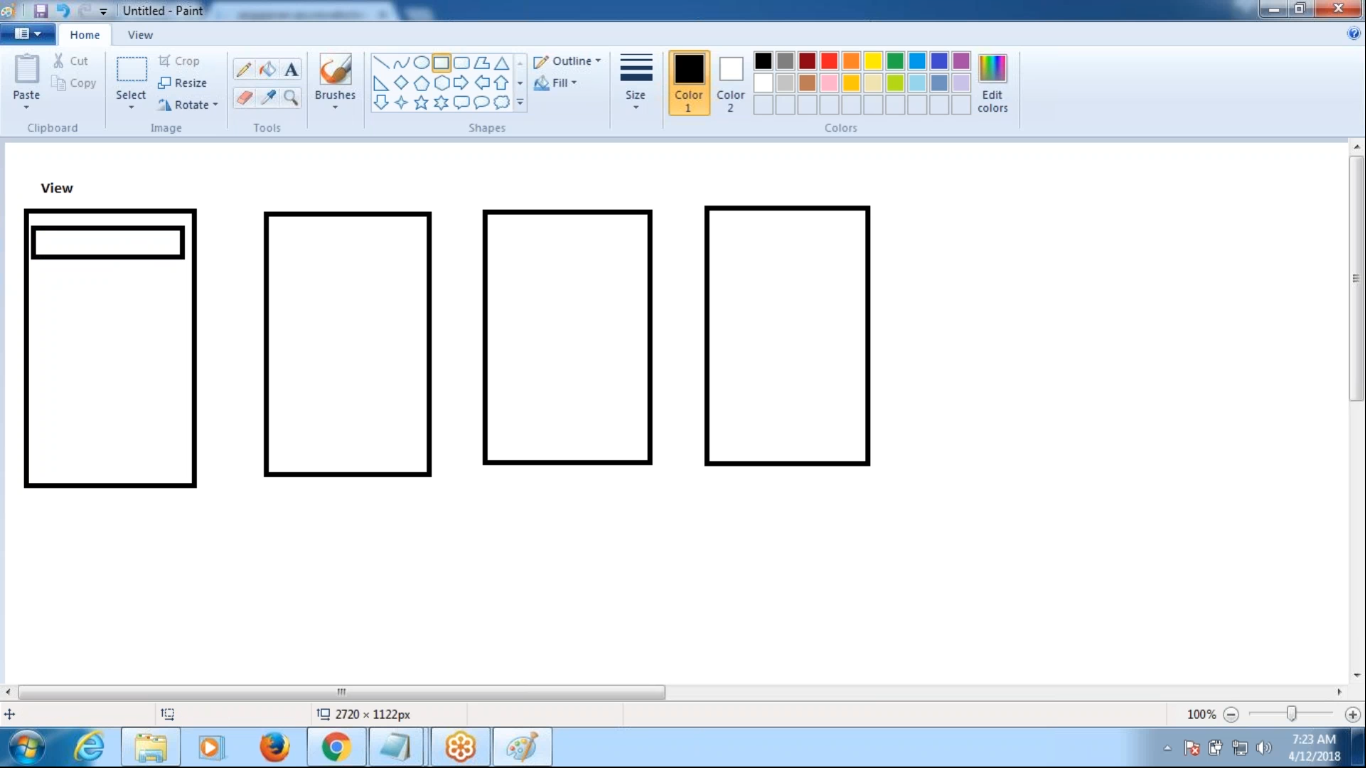 Untitled - Paint
Home View
Paste
Cut
Copy
Clipboard
Select
Crop
Resize
Rotate
Image
Tools
Brushes
Outline
Fill
Shapes
Size
Color 1
Color 2
Edit colors
Colors
View
2720 × 1122px
100%
7:23 AM
4/12/2018